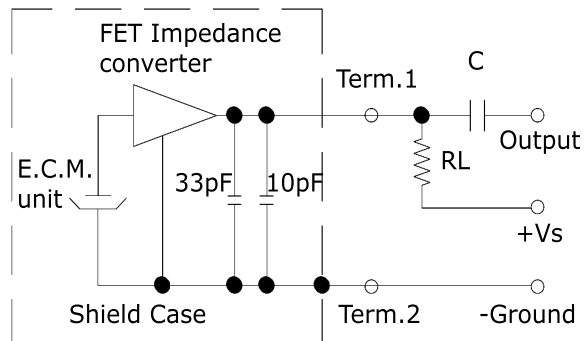 FET Impedance
converter
Term.1
C
Output
E.C.M.
unit
33pF
10pF
RL
+Vs
Shield Case
Term.2
-Ground